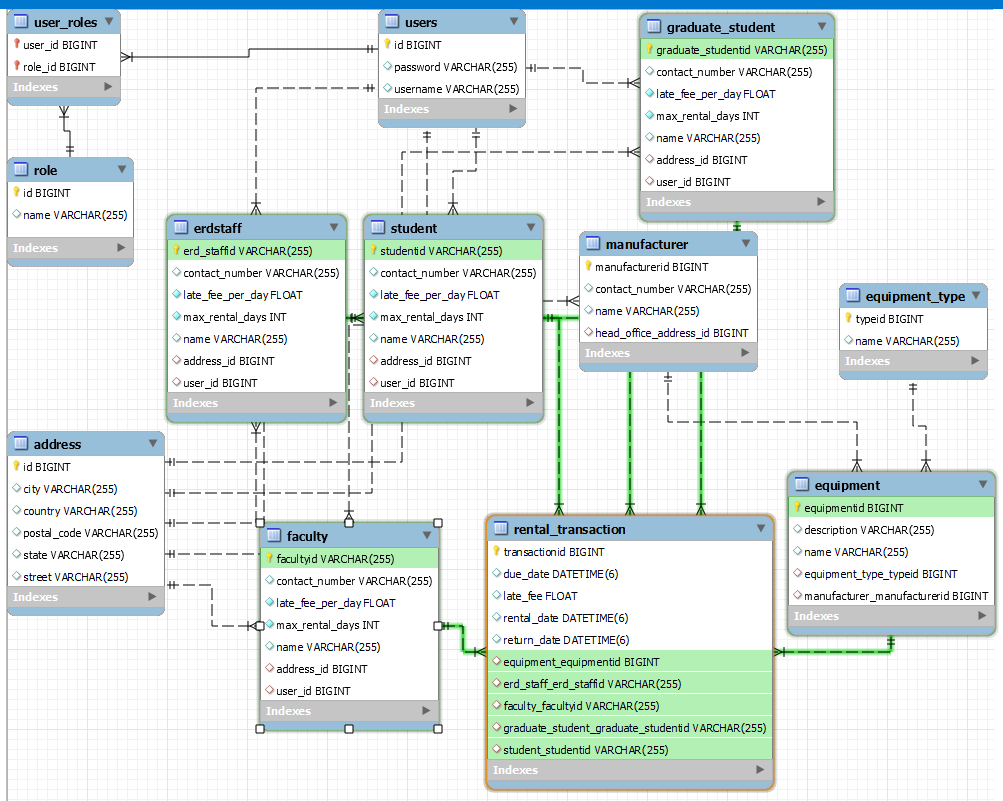 user_roles
user_id BIGINT
role_id BIGINT
Indexes
users
id BIGINT
password VARCHAR(255)
username VARCHAR(255)
Indexes
graduate_student
graduate_studentid VARCHAR(255)
contact_number VARCHAR(255)
late_fee_per_day FLOAT
max_rental_days INT
name VARCHAR(255)
address_id BIGINT
user_id BIGINT
Indexes
role
id BIGINT
name VARCHAR(255)
Indexes
erdstaff
erd_staffid VARCHAR(255)
contact_number VARCHAR(255)
late_fee_per_day FLOAT
max_rental_days INT
name VARCHAR(255)
address_id BIGINT
user_id BIGINT
Indexes
student
studentid VARCHAR(255)
contact_number VARCHAR(255)
late_fee_per_day FLOAT
max_rental_days INT
name VARCHAR(255)
address_id BIGINT
user_id BIGINT
Indexes
manufacturer
manufacturerid BIGINT
contact_number VARCHAR(255)
name VARCHAR(255)
head_office_address_id BIGINT
Indexes
equipment_type
typeid BIGINT
name VARCHAR(255)
Indexes
address
id BIGINT
city VARCHAR(255)
country VARCHAR(255)
postal_code VARCHAR(255)
state VARCHAR(255)
street VARCHAR(255)
Indexes
faculty
facultyid VARCHAR(255)
contact_number VARCHAR(255)
late_fee_per_day FLOAT
max_rental_days INT
name VARCHAR(255)
address_id BIGINT
user_id BIGINT
Indexes
rental_transaction
transactionid BIGINT
due_date DATETIME(6)
late_fee FLOAT
rental_date DATETIME(6)
return_date DATETIME(6)
equipment_equipmentid BIGINT
erd_staff_erd_staffid VARCHAR(255)
faculty_facultyid VARCHAR(255)
graduate_student_graduate_studentid VARCHAR(255)
student_studentid VARCHAR(255)
Indexes
equipment
equipmentid BIGINT
description VARCHAR(255)
name VARCHAR(255)
equipment_type_typeid BIGINT
manufacturer_manufacturerid BIGINT
Indexes